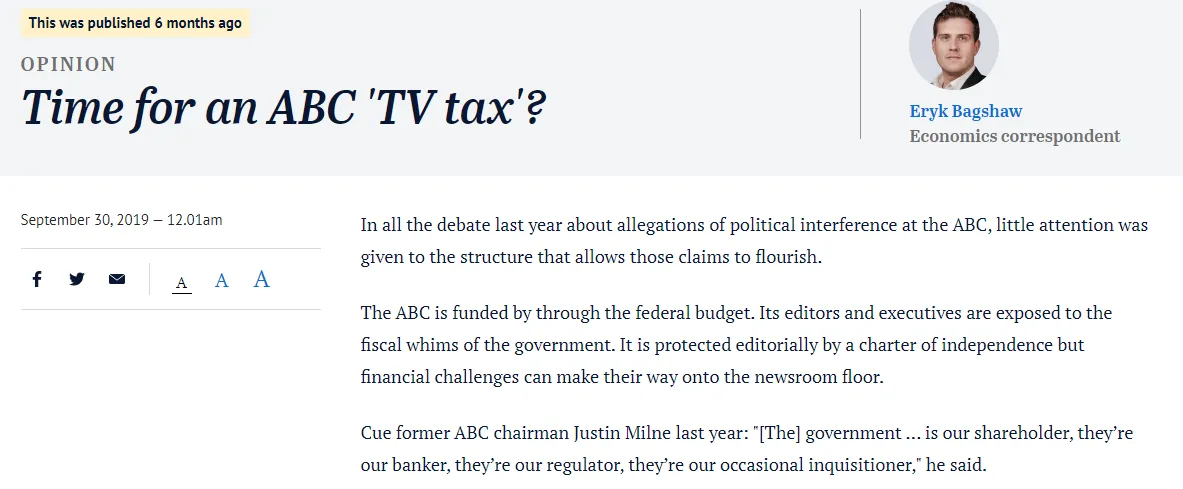 This was published 6 months ago
OPINION
Time for an ABC 'TV tax'?
Eryk Bagshaw
Economics correspondent
September 30, 2019 — 12.01am
A A A
In all the debate last year about allegations of political interference at the ABC, little attention was
given to the structure that allows those claims to flourish.
The ABC is funded by through the federal budget. Its editors and executives are exposed to the
fiscal whims of the government. It is protected editorially by a charter of independence but
financial challenges can make their way onto the newsroom floor.
Cue former ABC chairman Justin Milne last year: "[The] government ... is our shareholder, they’re
our banker, they’re our regulator, they’re our occasional inquisitioner," he said.